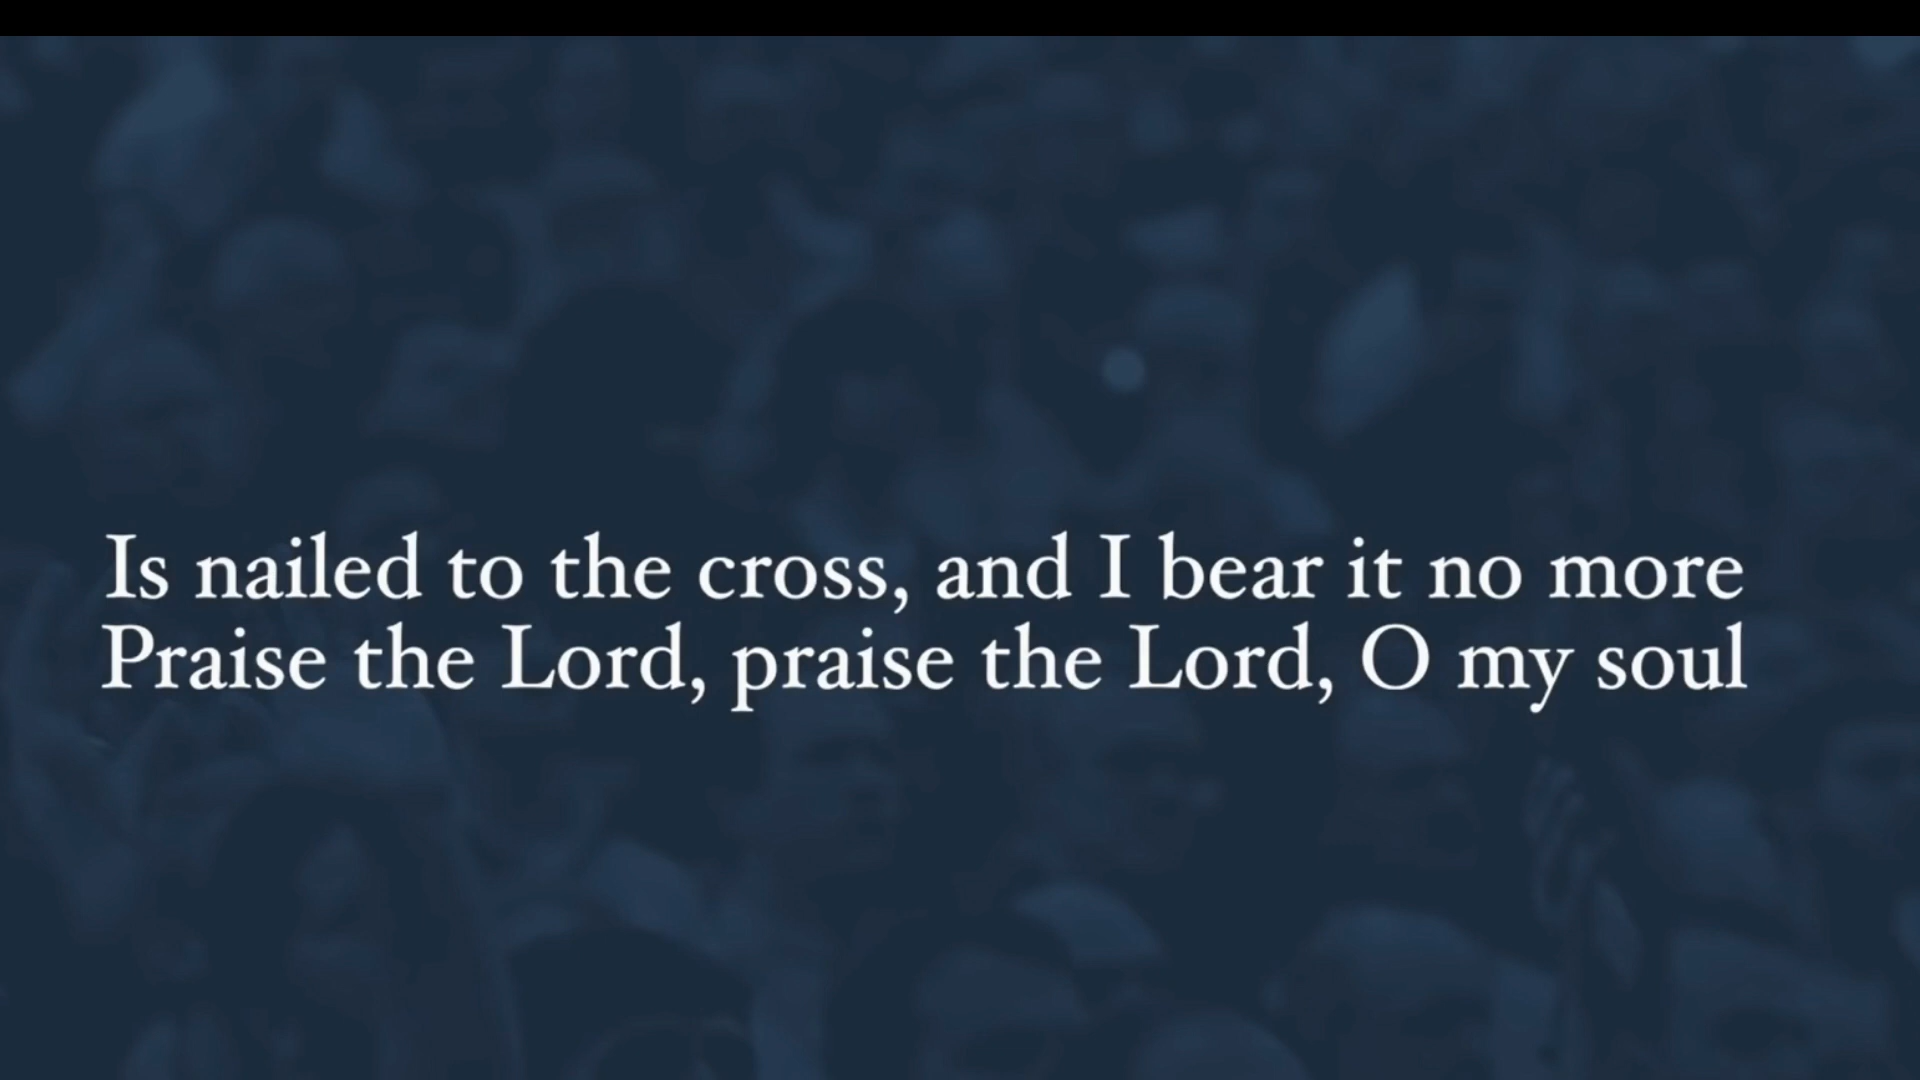 Is nailed to the cross, and I bear it no more
Praise the Lord, praise the Lord, O my soul